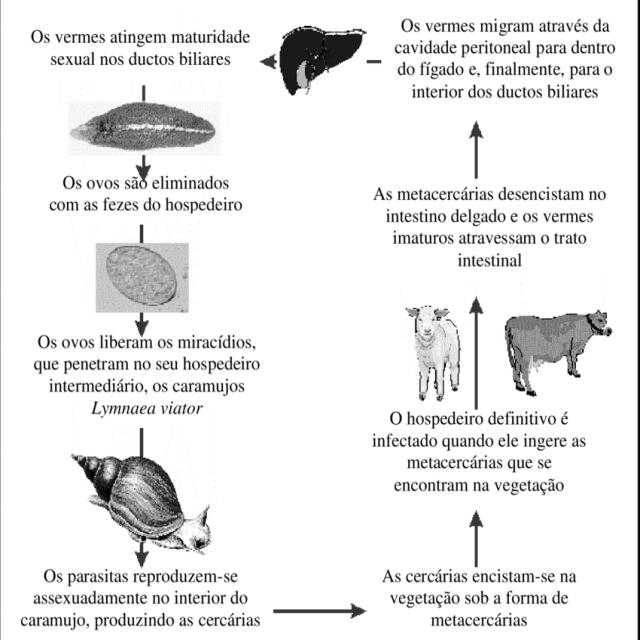 Os vermes atingem maturidade
sexual nos ductos biliares
Os ovos são eliminados
com as fezes do hospedeiro
Os ovos liberam os miracídios,
que penetram no seu hospedeiro
intermediário, os caramujos
Lymnaea viator
Os parasitas reproduzem-se
assexuadamente no interior do
caramujo, produzindo as cercárias
As cercárias encistam-se na
vegetação sob a forma de
metacercárias
O hospedeiro definitivo é
infectado quando ele ingere as
metacercárias que se
encontram na vegetação
As metacercárias desencistam no
intestino delgado e os vermes
imaturos atravessam o trato
intestinal
Os vermes migram através da
cavidade peritoneal para dentro
do fígado e, finalmente, para o
interior dos ductos biliares